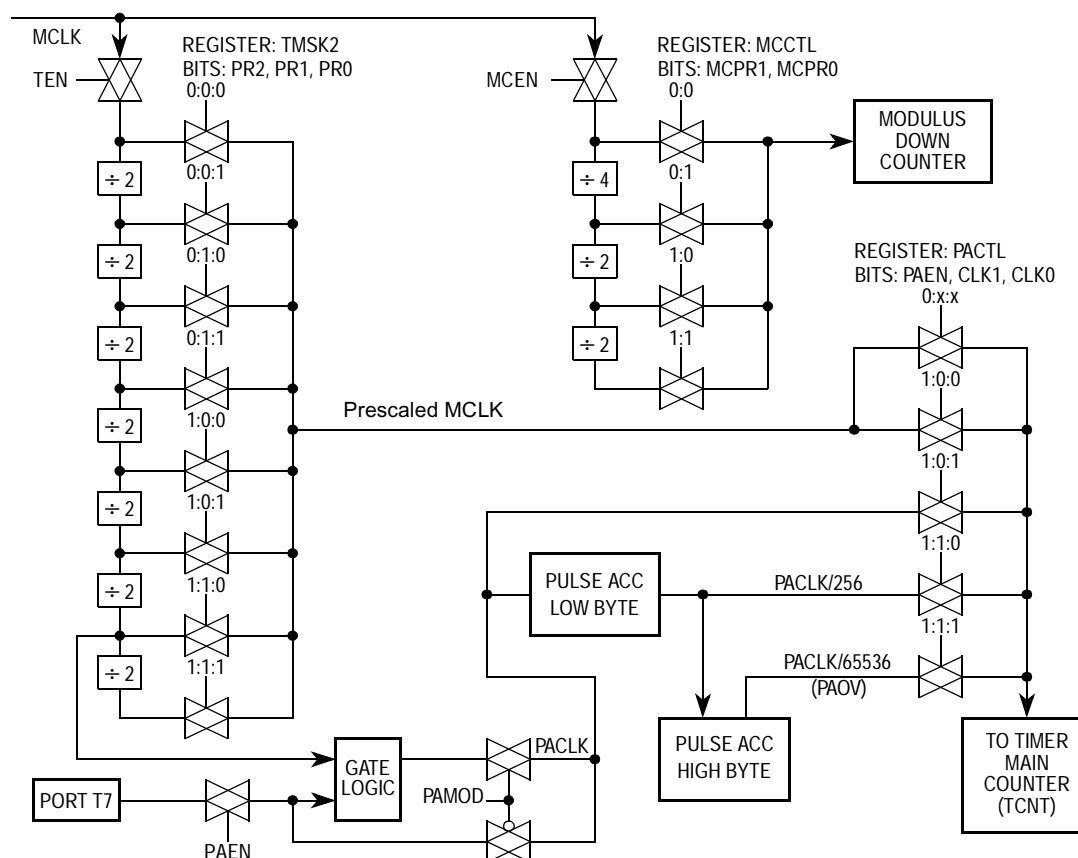 MCLK
REGISTER: TMSK2
BITS: PR2, PR1, PR0
0:0:0
TEN
÷ 2
0:0:1
÷ 2
0:1:0
÷ 2
0:1:1
÷ 2
1:0:0
÷ 2
1:0:1
÷ 2
1:1:0
÷ 2
1:1:1
REGISTER: MCCTL
BITS: MCPR1, MCPR0
0:0
MCEN
÷ 4
0:1
÷ 2
1:0
÷ 2
1:1
MODULUS
DOWN
COUNTER
REGISTER: PACTL
BITS: PAEN, CLK1, CLK0
0:x:x
1:0:0
Prescaled MCLK
1:0:1
1:1:0
PULSE ACC
LOW BYTE
PACLK/256
1:1:1
PACLK/65536
(PAOV)
PULSE ACC
HIGH BYTE
TO TIMER
MAIN
COUNTER
(TCNT)
PACLK
GATE
LOGIC
PAMOD
PORT T7
PAEN